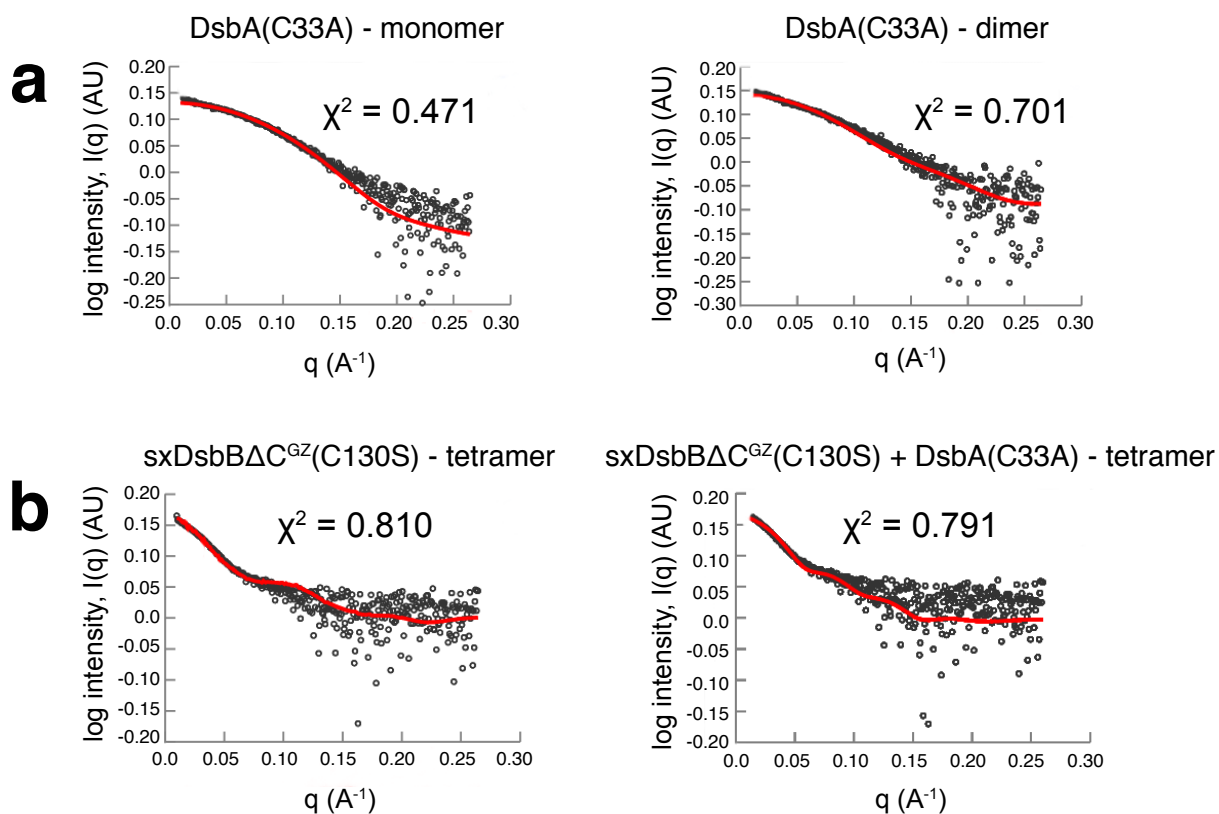 DsbA(C33A) - monomer
DsbA(C33A) - dimer
a
log intensity, I(q) (AU)
0.20
0.15
0.10
0.05
0.0
-0.05
-0.10
-0.15
-0.20
-0.25
χ² = 0.471
0.0 0.05 0.10 0.15 0.20 0.25 0.30
q (A⁻¹)
log intensity, I(q) (AU)
0.20
0.15
0.10
0.05
0.0
-0.05
-0.10
-0.15
-0.20
-0.25
-0.30
χ² = 0.701
0.0 0.05 0.10 0.15 0.20 0.25 0.30
q (A⁻¹)
sxDsbBΔCᴳᶻ(C130S) - tetramer
sxDsbBΔCᴳᶻ(C130S) + DsbA(C33A) - tetramer
b
log intensity, I(q) (AU)
0.20
0.15
0.10
0.05
0.0
-0.05
-0.10
-0.15
-0.20
χ² = 0.810
0.0 0.05 0.10 0.15 0.20 0.25 0.30
q (A⁻¹)
log intensity, I(q) (AU)
0.20
0.15
0.10
0.05
0.0
-0.05
-0.10
-0.15
-0.20
χ² = 0.791
0.0 0.05 0.10 0.15 0.20 0.25 0.30
q (A⁻¹)